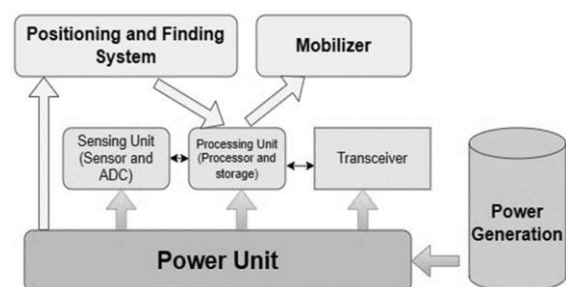 Positioning and Finding
System
Mobilizer
Sensing Unit
(Sensor and
ADC)
Processing Unit
(Processor and
storage)
Transceiver
Power
Generation
Power Unit